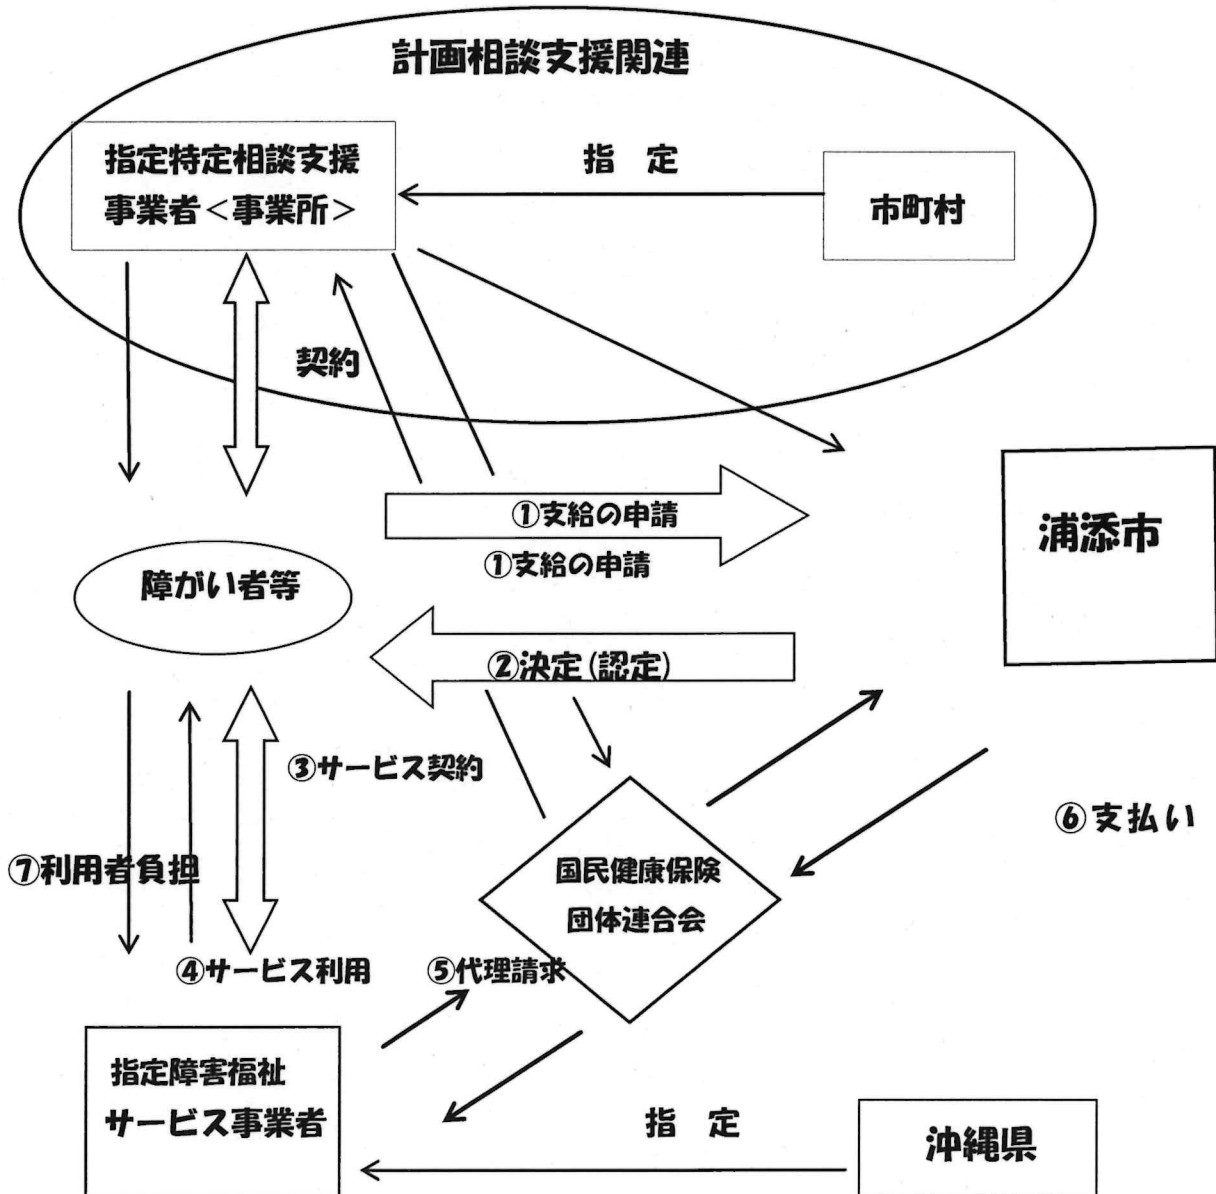 計画相談支援関連
指定特定相談支援
事業者<事業所>
指 定
市町村
契約
①支給の申請
①支給の申請
浦添市
障がい者等
②決定(認定)
③サービス契約
⑥支払い
⑦利用者負担
国民健康保険
団体連合会
④サービス利用
⑤代理請求
指定障害福祉
サービス事業者
指 定
沖縄県